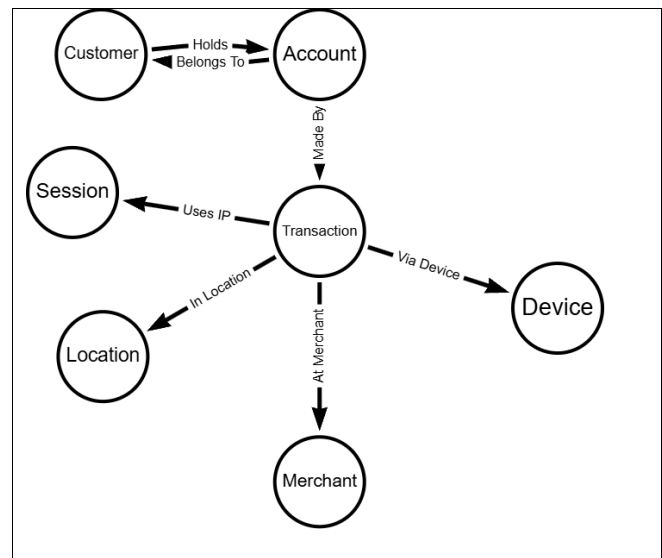 Customer
Holds
Belongs To
Account
Made By
Session
Uses IP
Transaction
Via Device
Device
In Location
Location
At Merchant
Merchant